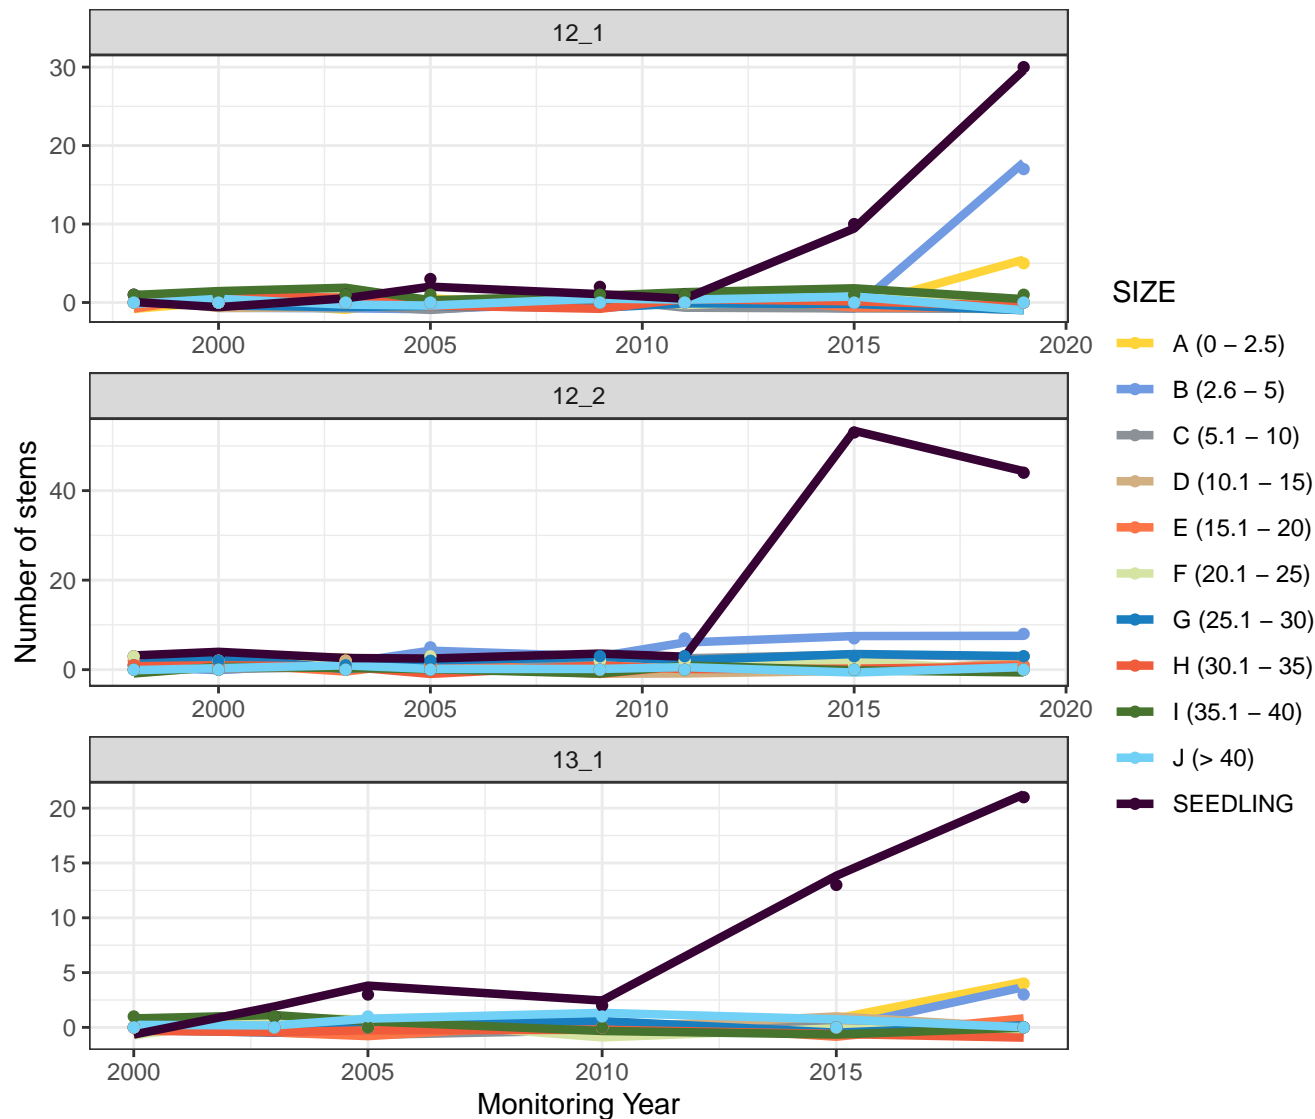 12_1
30
20
10
0
2000 2005 2010 2015 2020
12_2
40
20
0
2000 2005 2010 2015 2020
13_1
20
15
10
5
0
2000 2005 2010 2015
Number of stems
Monitoring Year
SIZE
A (0 − 2.5)
B (2.6 − 5)
C (5.1 − 10)
D (10.1 − 15)
E (15.1 − 20)
F (20.1 − 25)
G (25.1 − 30)
H (30.1 − 35)
I (35.1 − 40)
J (> 40)
SEEDLING